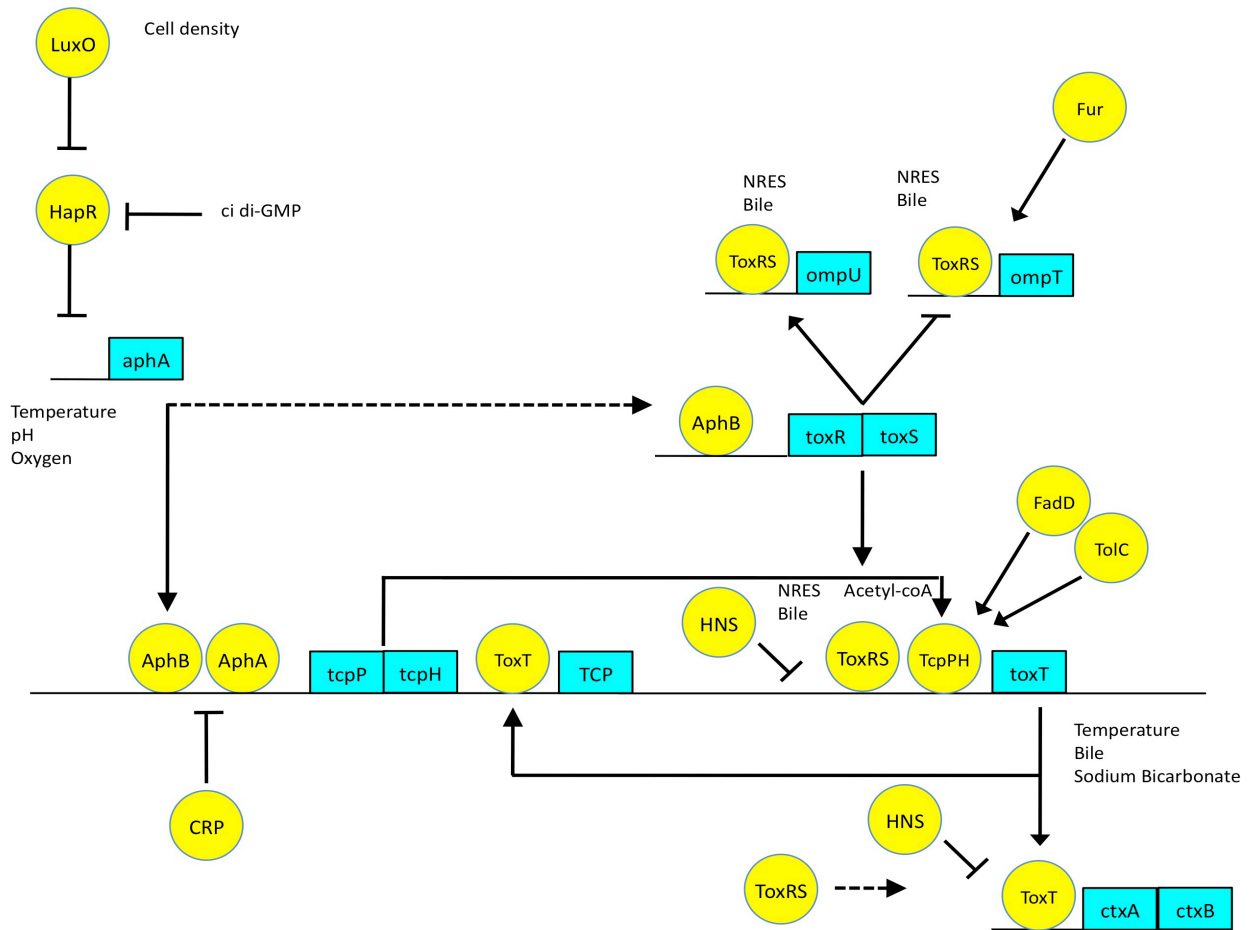 LuxO
Cell density
Fur
HapR
ci di-GMP
NRES
Bile
NRES
Bile
ToxRS
ompU
ToxRS
ompT
aphA
Temperature
pH
Oxygen
AphB
toxR
toxS
FadD
TolC
NRES
Bile
Acetyl-coA
HNS
AphB
AphA
tcpP
tcpH
ToxT
TCP
ToxRS
TcpPH
toxT
Temperature
Bile
Sodium Bicarbonate
CRP
HNS
ToxRS
ToxT
ctxA
ctxB